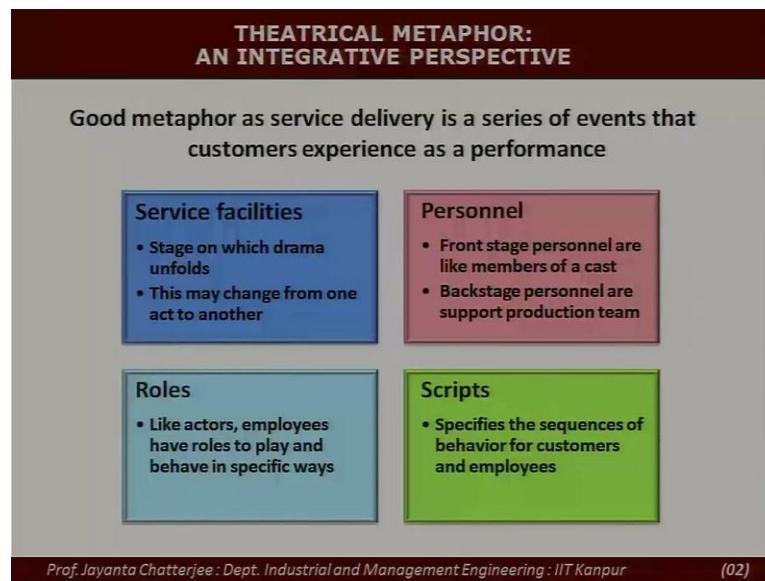 THEATRICAL METAPHOR:
AN INTEGRATIVE PERSPECTIVE
Good metaphor as service delivery is a series of events that
customers experience as a performance
Service facilities
• Stage on which drama
unfolds
• This may change from one
act to another
Personnel
• Front stage personnel are
like members of a cast
• Backstage personnel are
support production team
Roles
• Like actors, employees
have roles to play and
behave in specific ways
Scripts
• Specifies the sequences of
behavior for customers
and employees
Prof. Jayanta Chatterjee : Dept. Industrial and Management Engineering : IIT Kanpur (02)